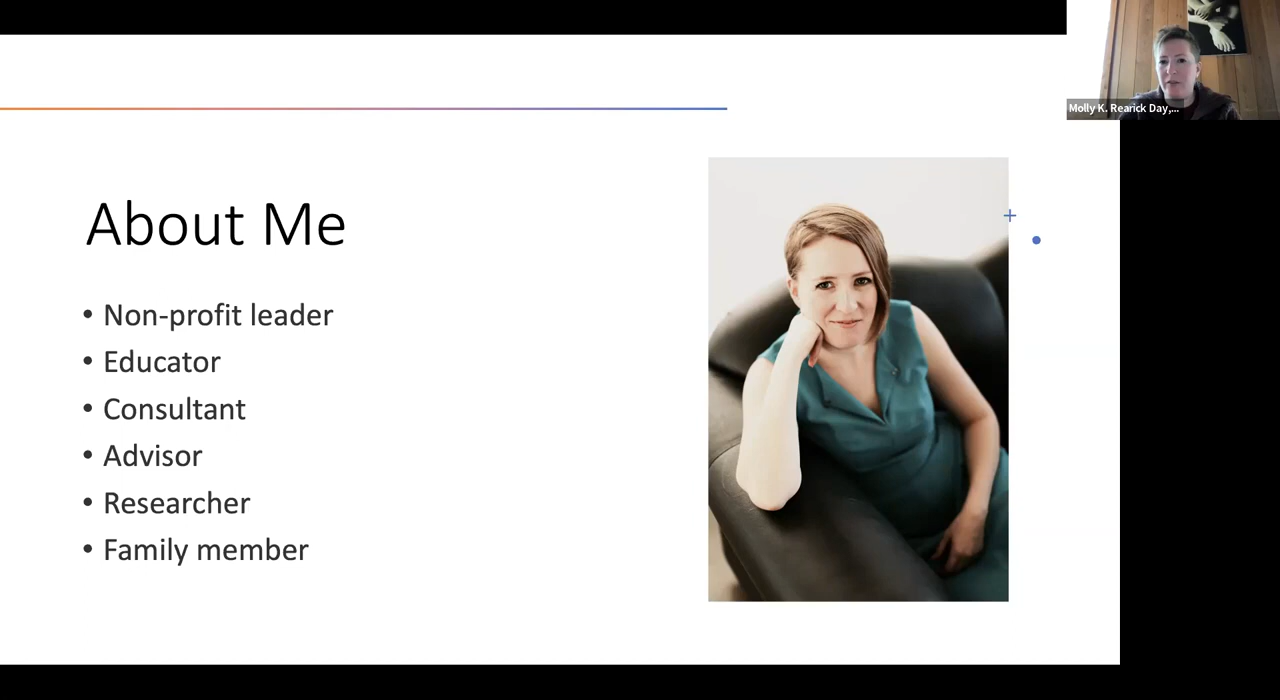 Molly K. Rearick Day,...
About Me
• Non-profit leader
• Educator
• Consultant
• Advisor
• Researcher
• Family member